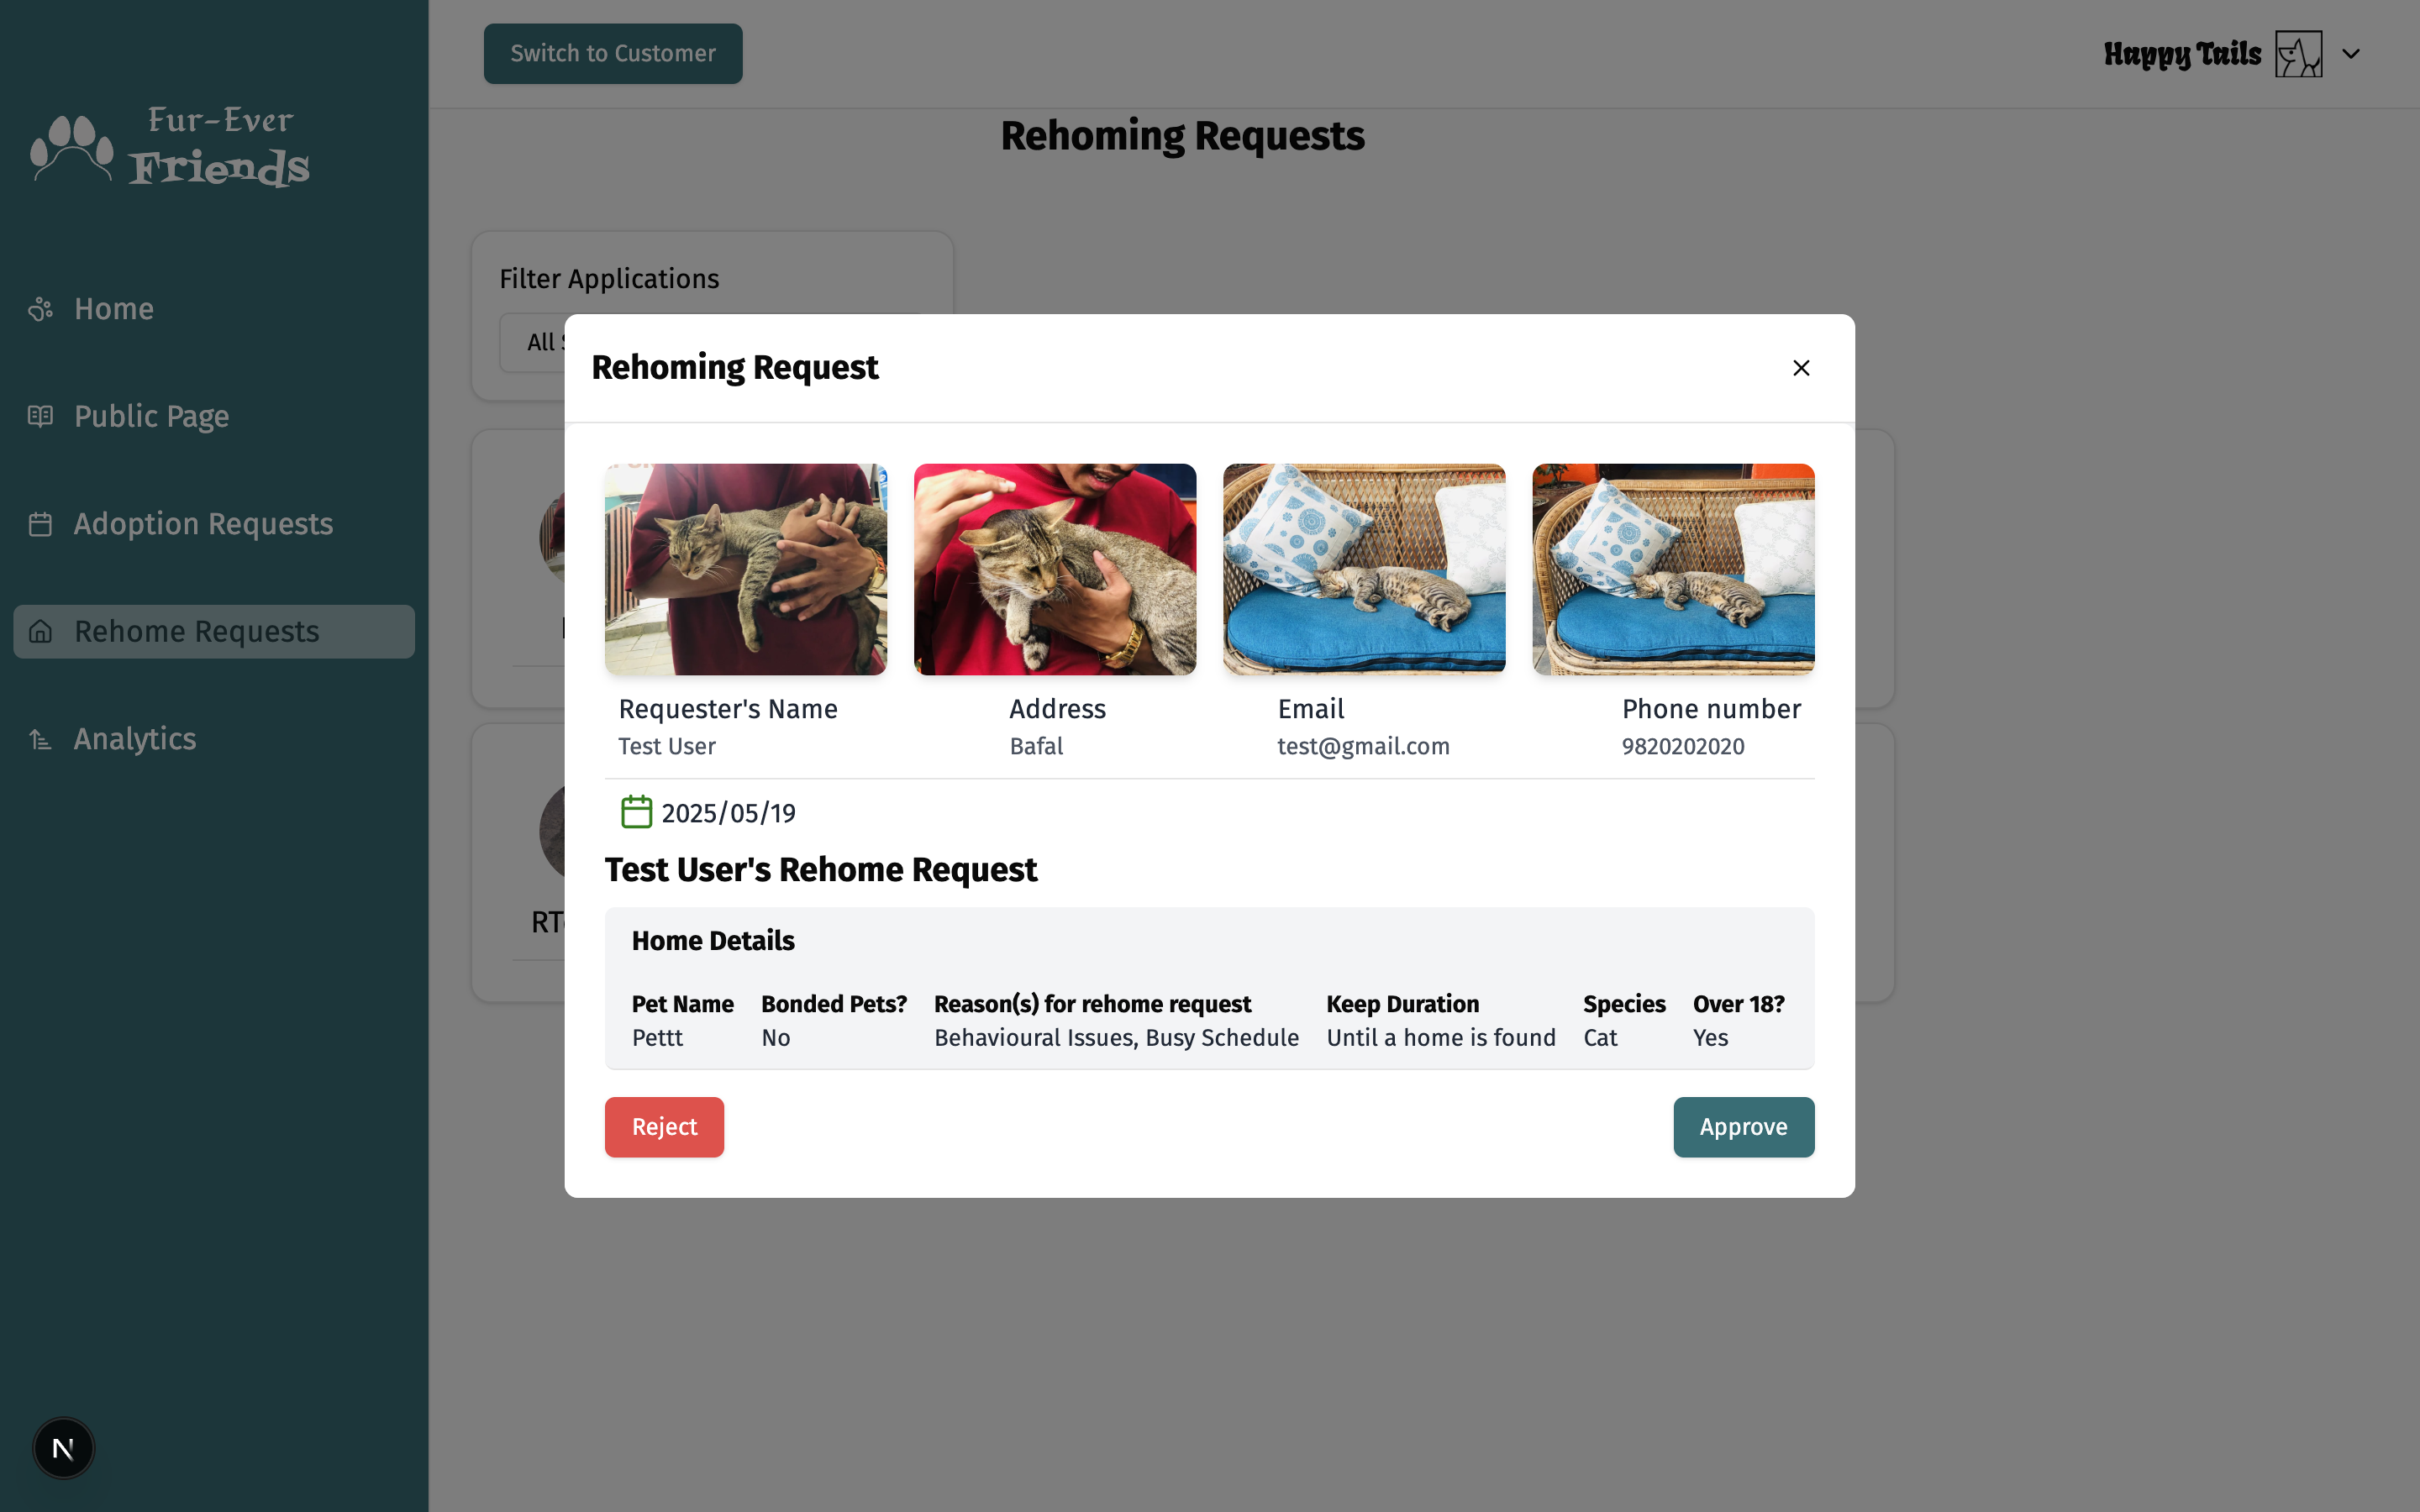 Switch to Customer
Happy Tails
Fur-Ever
Friends
Rehoming Requests
Home
Public Page
Adoption Requests
Rehome Requests
Analytics
Filter Applications
All
Rehoming Request
Requester's Name
Test User
Address
Bafal
Email
test@gmail.com
Phone number
9820202020
2025/05/19
Test User's Rehome Request
Home Details
Pet Name
Pettt
Bonded Pets?
No
Reason(s) for rehome request
Behavioural Issues, Busy Schedule
Keep Duration
Until a home is found
Species
Cat
Over 18?
Yes
Reject
Approve
N